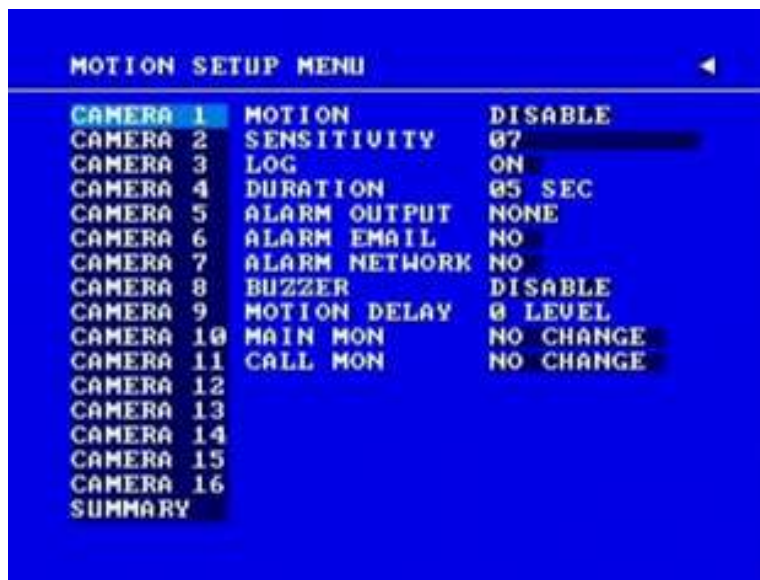 MOTION SETUP MENU
CAMERA 1 MOTION DISABLE
CAMERA 2 SENSITIVITY 07
CAMERA 3 LOG ON
CAMERA 4 DURATION 05 SEC
CAMERA 5 ALARM OUTPUT NONE
CAMERA 6 ALARM EMAIL NO
CAMERA 7 ALARM NETWORK NO
CAMERA 8 BUZZER DISABLE
CAMERA 9 MOTION DELAY 0 LEVEL
CAMERA 10 MAIN MON NO CHANGE
CAMERA 11 CALL MON NO CHANGE
CAMERA 12
CAMERA 13
CAMERA 14
CAMERA 15
CAMERA 16
SUMMARY